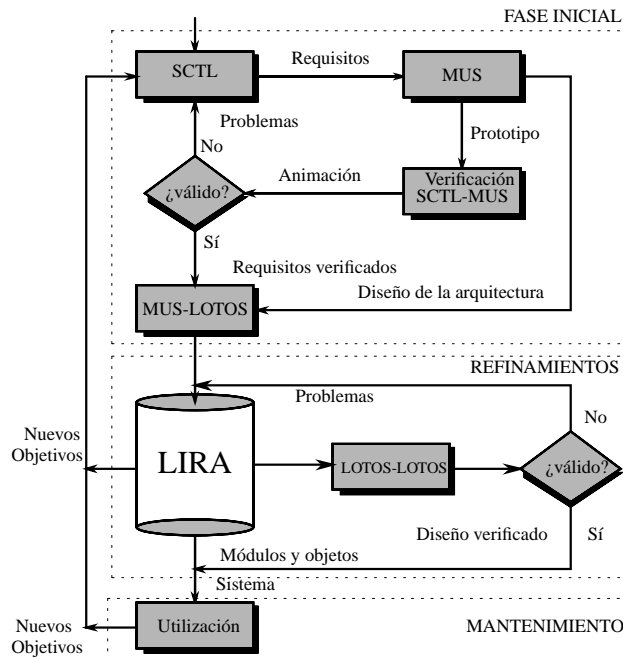 FASE INICIAL
SCTL
Requisitos
MUS
Problemas
Prototipo
No
Animación
¿válido?
Verificación
SCTL-MUS
Sí
Requisitos verificados
Diseño de la arquitectura
MUS-LOTOS
REFINAMIENTOS
Problemas
No
Nuevos
Objetivos
LIRA
LOTOS-LOTOS
¿válido?
Diseño verificado
Sí
Módulos y objetos
Sistema
Nuevos
Objetivos
Utilización
MANTENIMIENTO